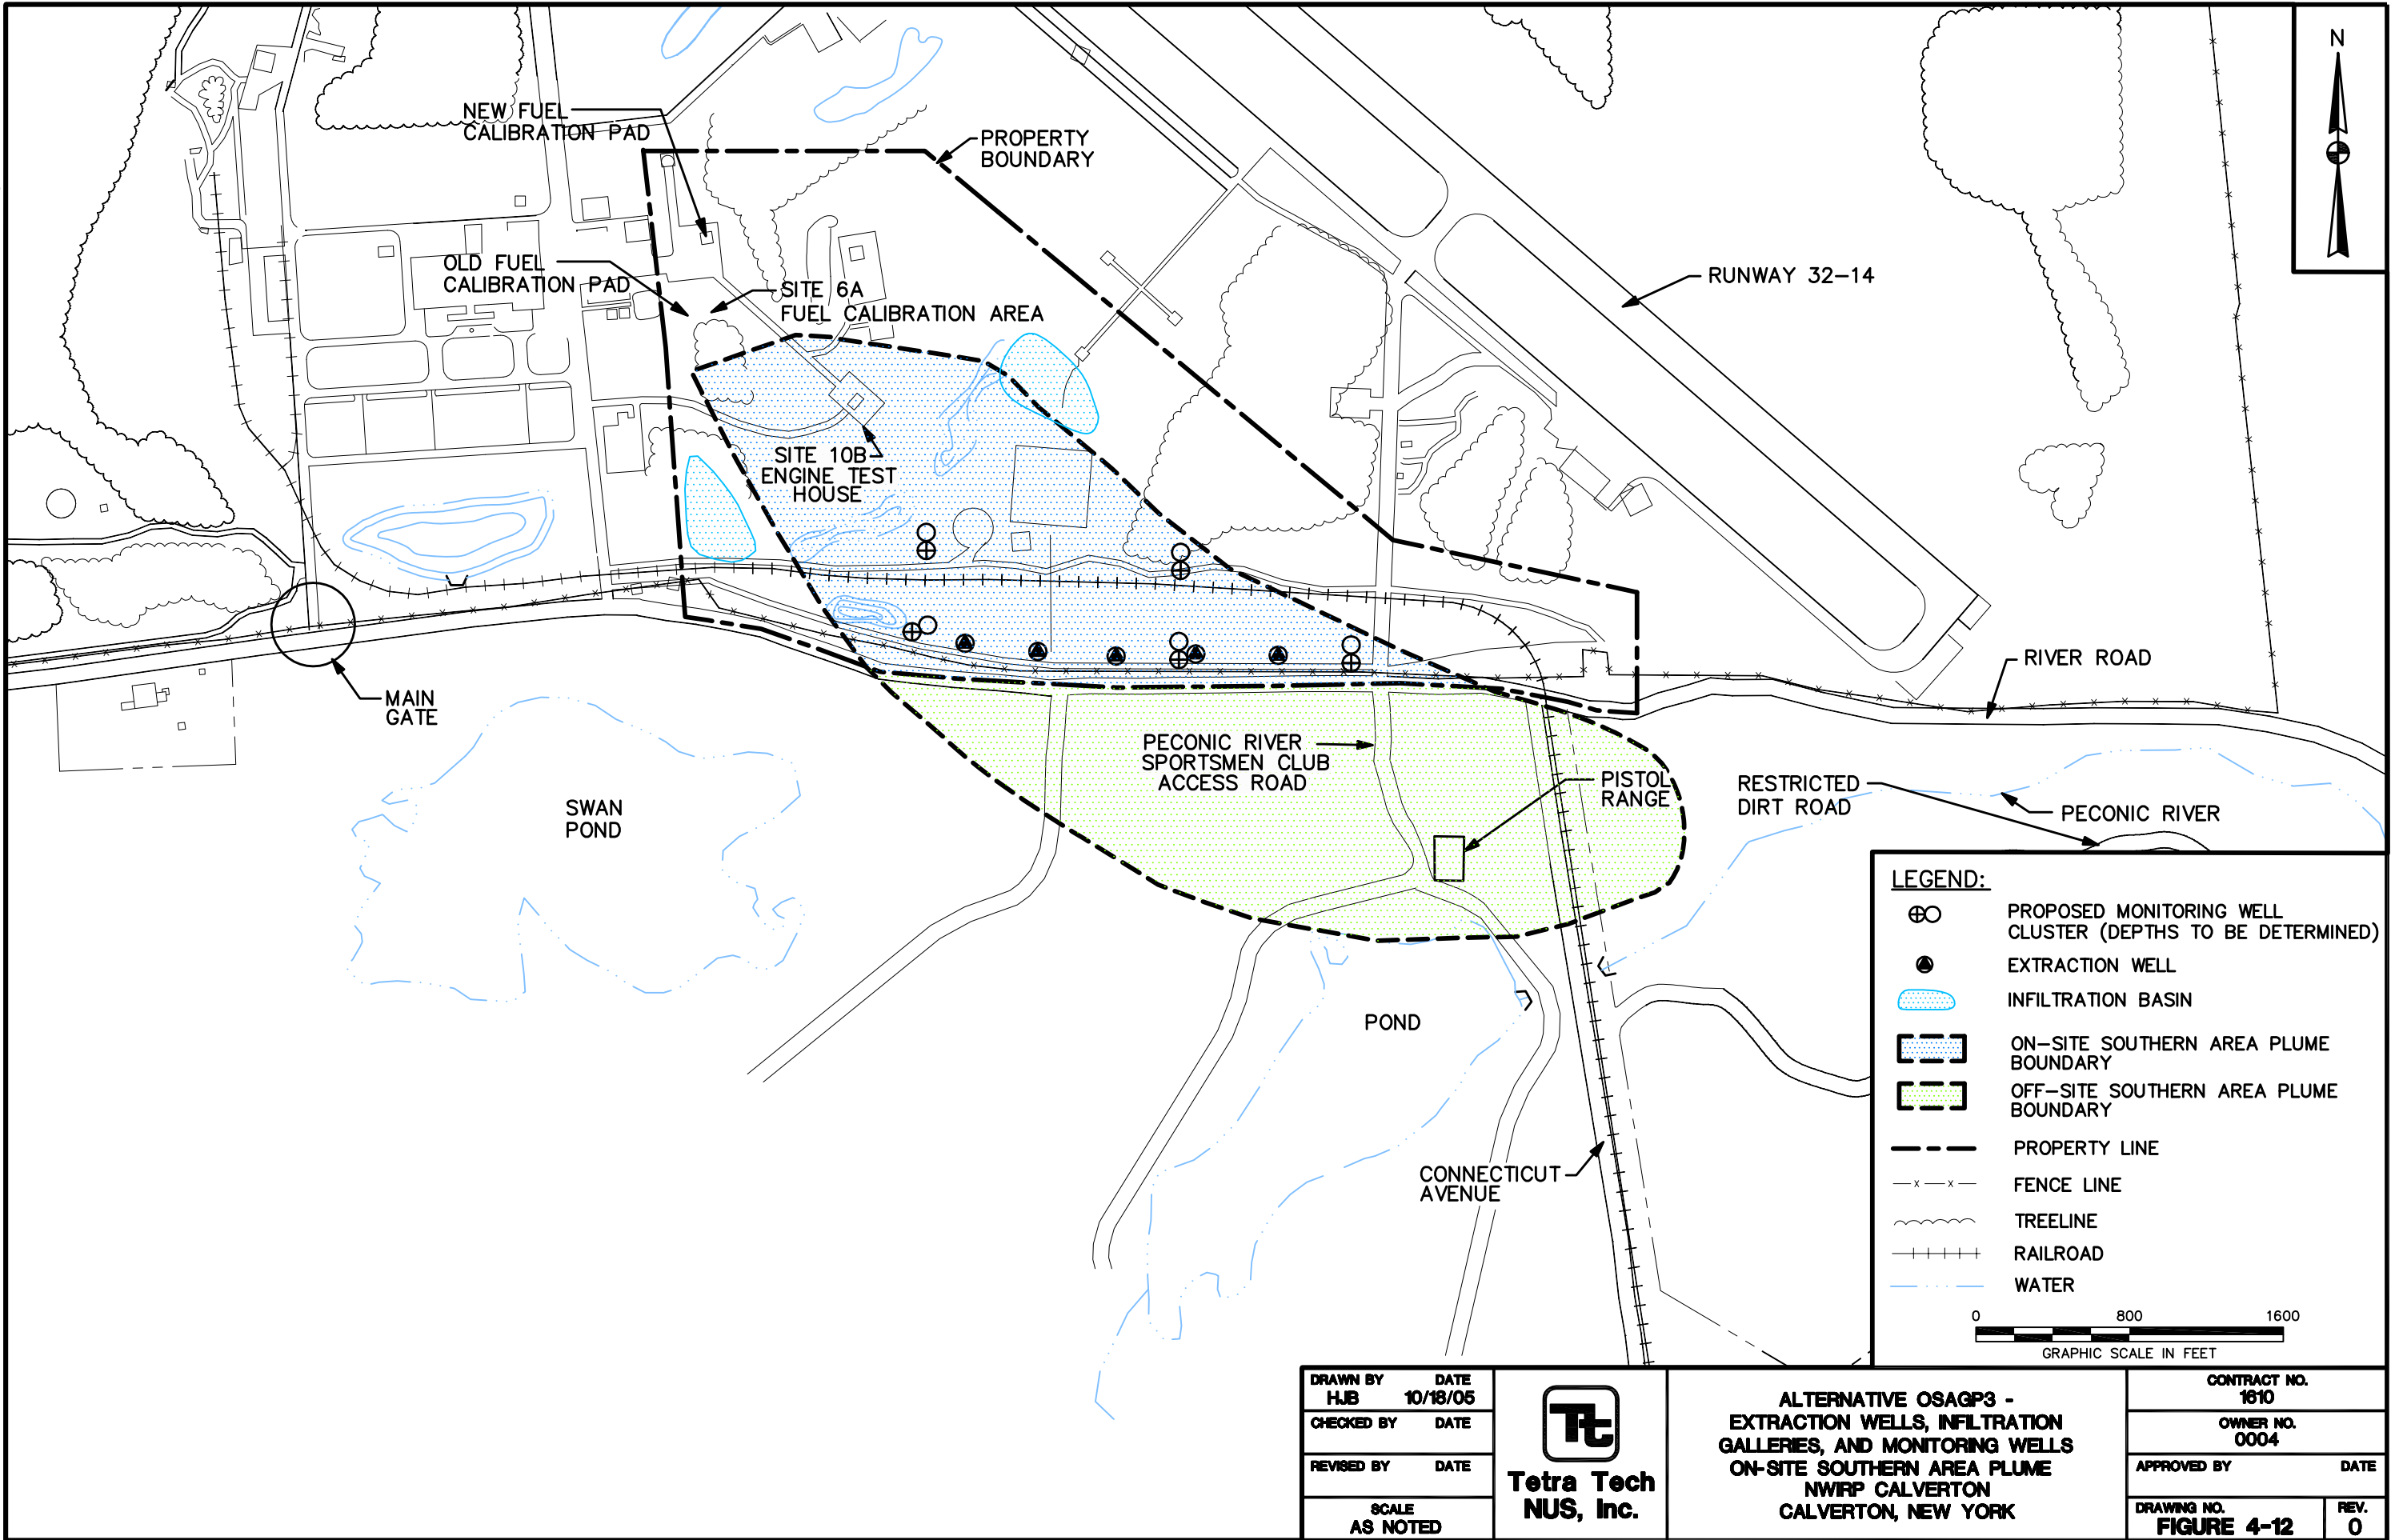 N
NEW FUEL
CALIBRATION PAD
PROPERTY
BOUNDARY
OLD FUEL
CALIBRATION PAD
SITE 6A
FUEL CALIBRATION AREA
RUNWAY 32-14
SITE 10B
ENGINE TEST
HOUSE
MAIN
GATE
RIVER ROAD
PECONIC RIVER
SPORTSMEN CLUB
ACCESS ROAD
PISTOL
RANGE
RESTRICTED
DIRT ROAD
PECONIC RIVER
SWAN
POND
POND
CONNECTICUT
AVENUE
LEGEND:
PROPOSED MONITORING WELL
CLUSTER (DEPTHS TO BE DETERMINED)
EXTRACTION WELL
INFILTRATION BASIN
ON-SITE SOUTHERN AREA PLUME
BOUNDARY
OFF-SITE SOUTHERN AREA PLUME
BOUNDARY
PROPERTY LINE
FENCE LINE
TREELINE
RAILROAD
WATER
0 800 1600
GRAPHIC SCALE IN FEET
DRAWN BY DATE
HJB 10/18/05
CHECKED BY DATE
REVISED BY DATE
SCALE
AS NOTED
Tt
Tetra Tech
NUS, Inc.
ALTERNATIVE OSAGP3 -
EXTRACTION WELLS, INFILTRATION
GALLERIES, AND MONITORING WELLS
ON-SITE SOUTHERN AREA PLUME
NWIRP CALVERTON
CALVERTON, NEW YORK
CONTRACT NO.
1610
OWNER NO.
0004
APPROVED BY DATE
DRAWING NO. REV.
FIGURE 4-12 0